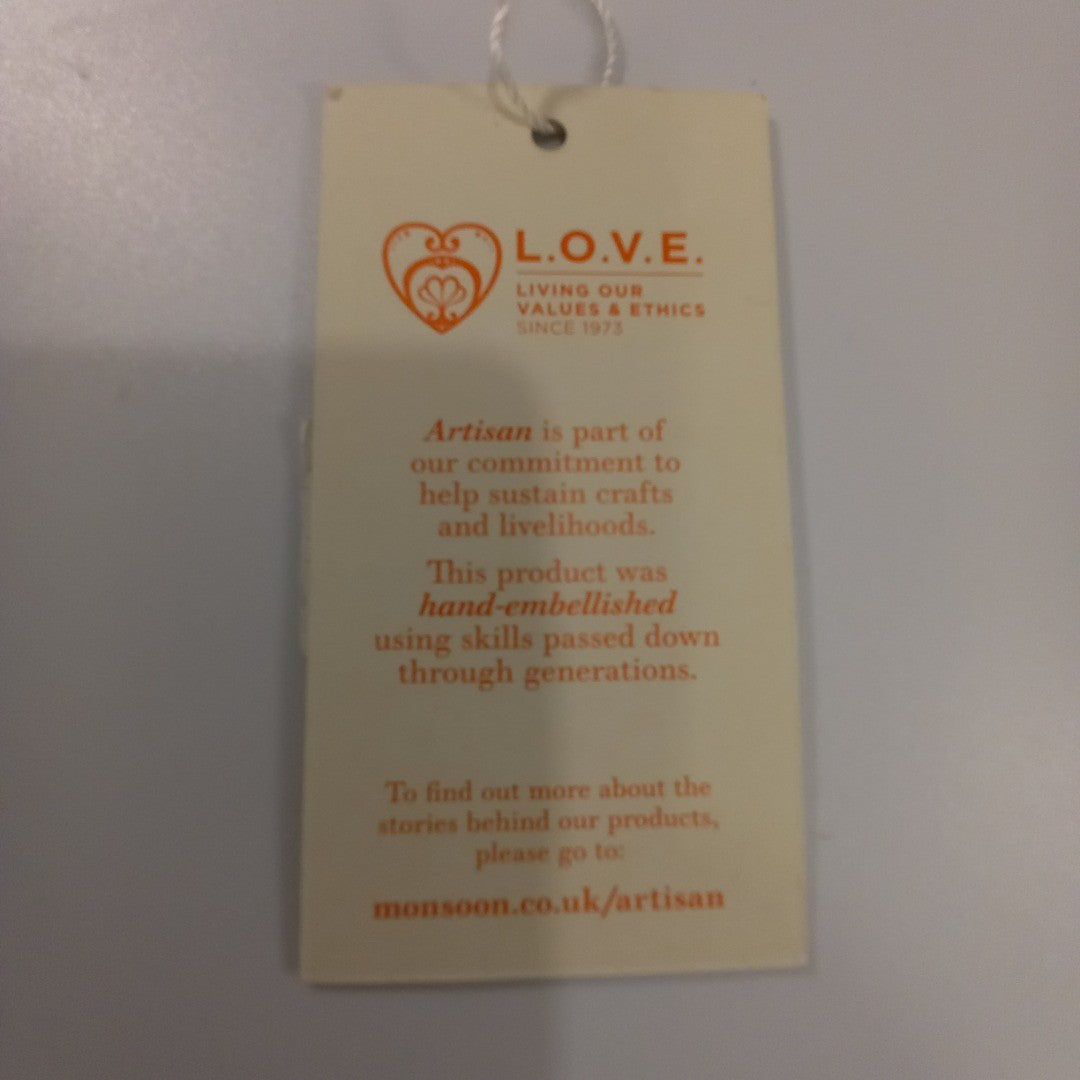 L.O.V.E.
LIVING OUR
VALUES & ETHICS
SINCE 1973
Artisan is part of
our commitment to
help sustain crafts
and livelihoods.
This product was
hand-embellished
using skills passed down
through generations.
To find out more about the
stories behind our products,
please go to:
monsoon.co.uk/artisan